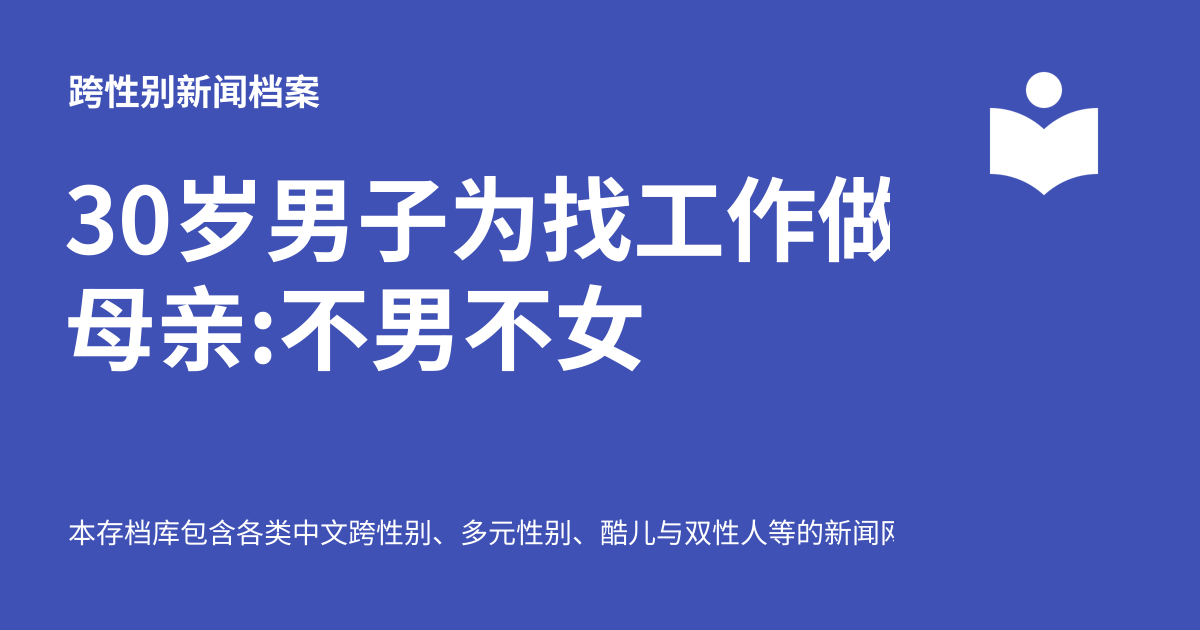 跨性别新闻档案
30岁男子为找工作做
母亲:不男不女
本存档库包含各类中文跨性别、多元性别、酷儿与双性人等的新闻网